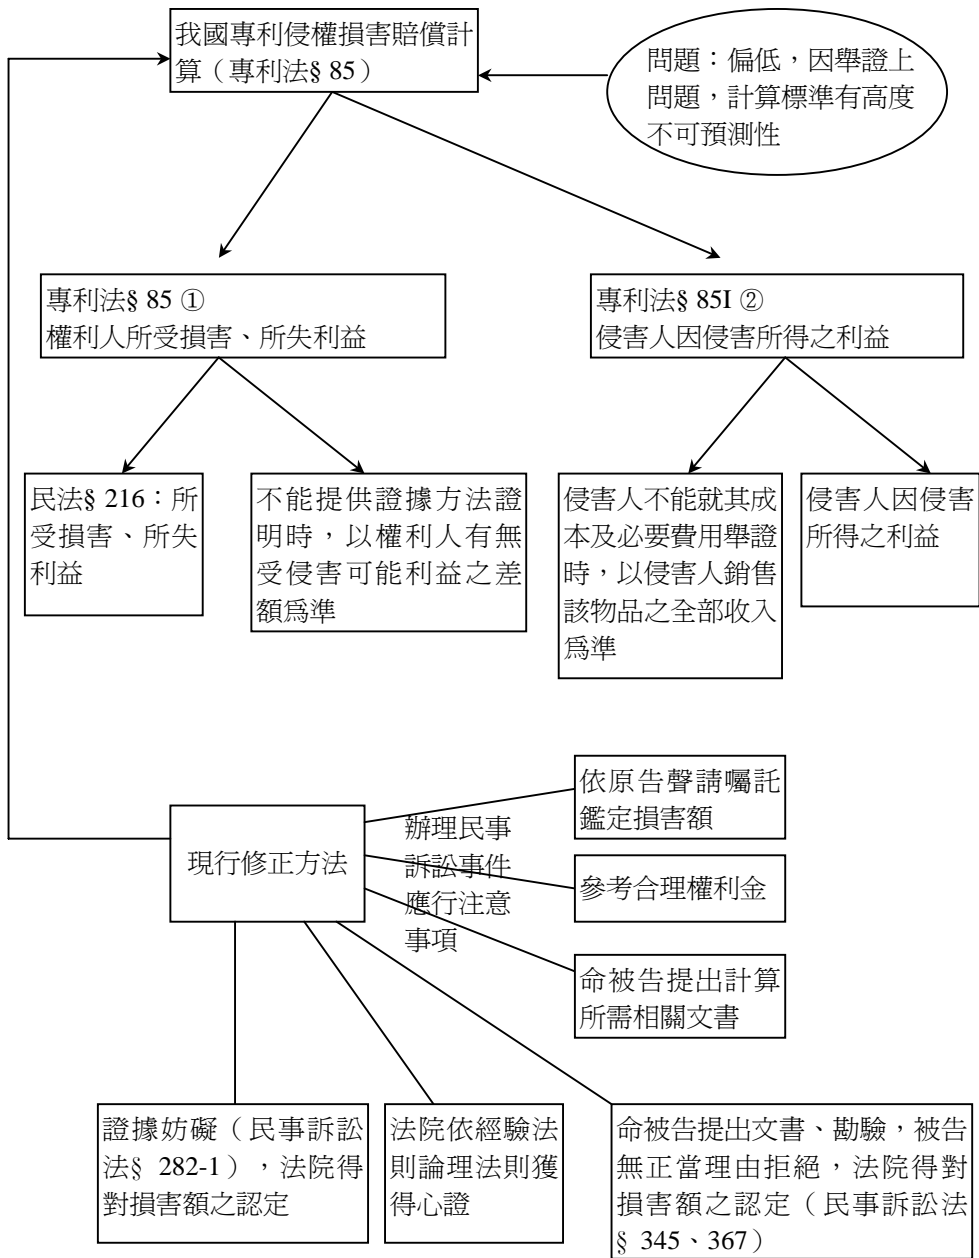 我國專利侵權損害賠償計
算（專利法§ 85）
問題：偏低，因舉證上
問題，計算標準有高度
不可預測性
專利法§ 85 ①
權利人所受損害、所失利益
專利法§ 85I ②
侵害人因侵害所得之利益
民法§ 216：所
受損害、所失
利益
不能提供證據方法證
明時，以權利人有無
受侵害可能利益之差
額爲準
侵害人不能就其成
本及必要費用舉證
時，以侵害人銷售
該物品之全部收入
爲準
侵害人因侵害
所得之利益
現行修正方法
辦理民事
訴訟事件
應行注意
事項
依原告聲請囑託
鑑定損害額
參考合理權利金
命被告提出計算
所需相關文書
證據妨礙（民事訴訟
法§ 282-1），法院得
對損害額之認定
法院依經驗法
則論理法則獲
得心證
命被告提出文書、勘驗，被告
無正當理由拒絕，法院得對
損害額之認定（民事訴訟法
§ 345、367）